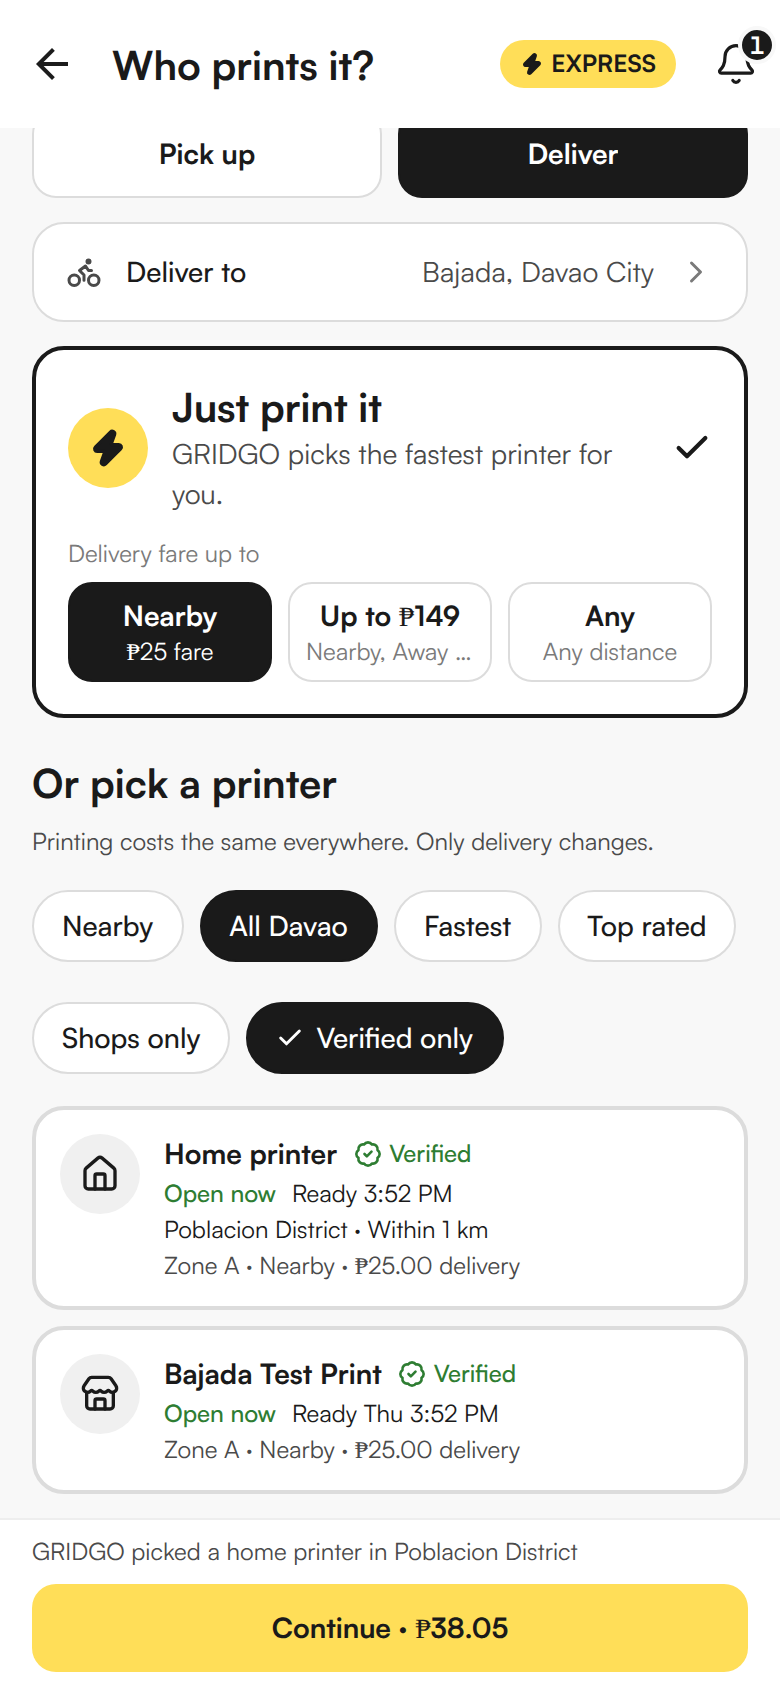 Who prints it?
EXPRESS
1
Pick up
Deliver
Deliver to
Bajada, Davao City
Just print it
GRIDGO picks the fastest printer for
you.
Delivery fare up to
Nearby
₱25 fare
Up to ₱149
Nearby, Away ...
Any
Any distance
Or pick a printer
Printing costs the same everywhere. Only delivery changes.
Nearby
All Davao
Fastest
Top rated
Shops only
Verified only
Home printer Verified
Open now Ready 3:52 PM
Poblacion District · Within 1 km
Zone A · Nearby · ₱25.00 delivery
Bajada Test Print Verified
Open now Ready Thu 3:52 PM
Zone A · Nearby · ₱25.00 delivery
GRIDGO picked a home printer in Poblacion District
Continue · ₱38.05